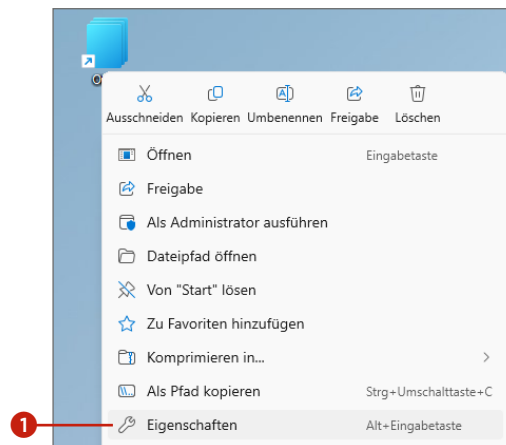 Ausschneiden Kopieren Umbenennen Freigabe Löschen
Öffnen Eingabetaste
Freigabe
Als Administrator ausführen
Dateipfad öffnen
Von "Start" lösen
Zu Favoriten hinzufügen
Komprimieren in...
Als Pfad kopieren Strg+Umschalttaste+C
1 Eigenschaften Alt+Eingabetaste